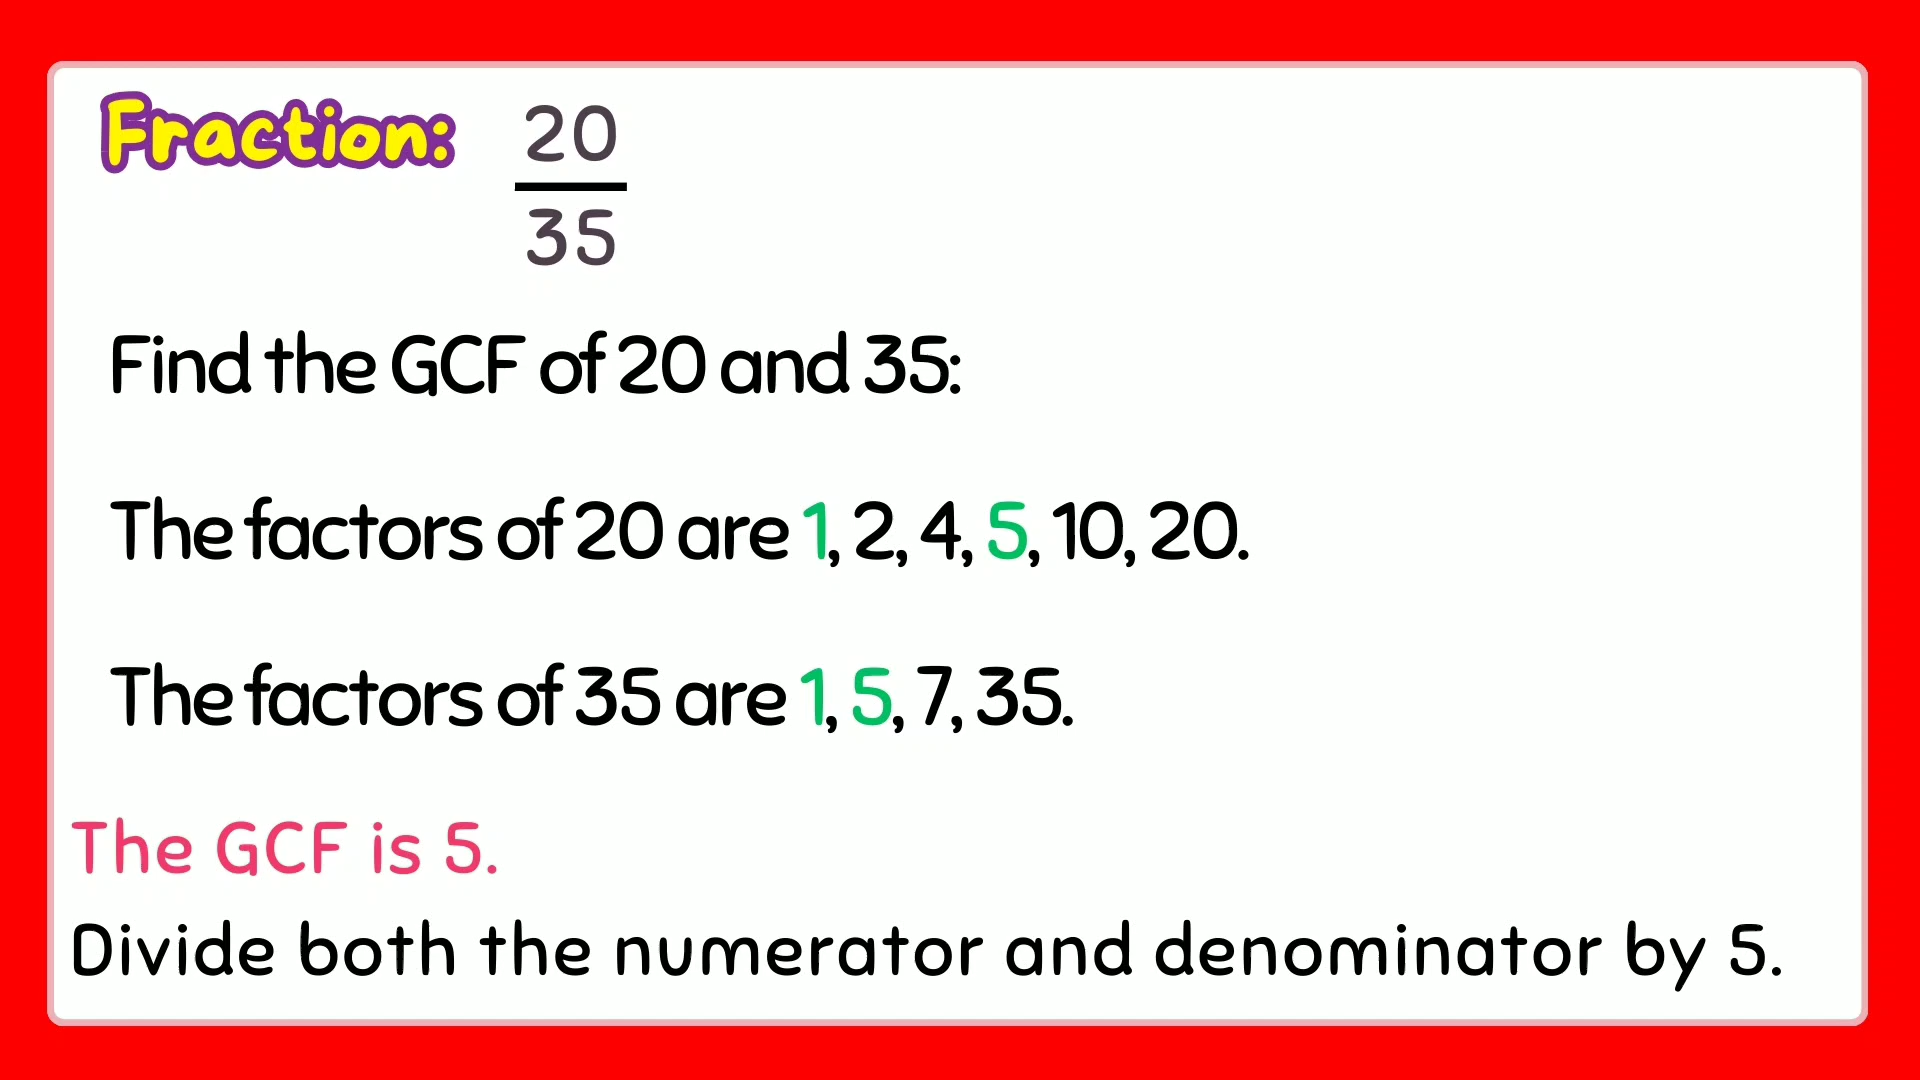 Fraction:
20
35
Find the GCF of 20 and 35:
The factors of 20 are 1, 2, 4, 5, 10, 20.
The factors of 35 are 1, 5, 7, 35.
The GCF is 5.
Divide both the numerator and denominator by 5.